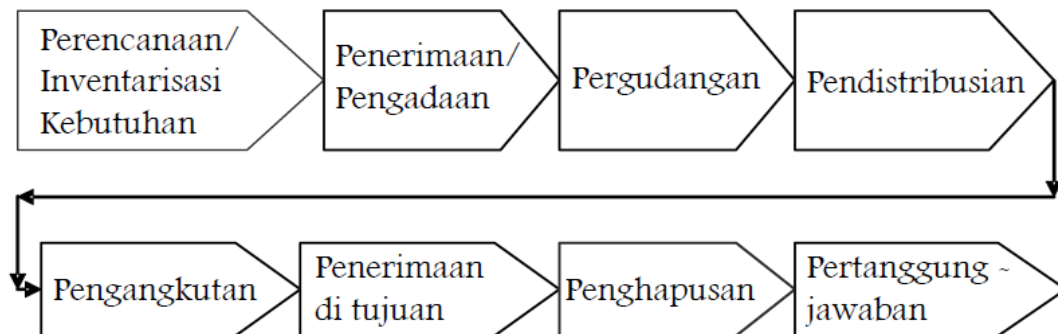 Perencanaan/
Inventarisasi
Kebutuhan
Penerimaan/
Pengadaan
Pergudangan
Pendistribusian
Pengangkutan
Penerimaan
di tujuan
Penghapusan
Pertanggung ~
jawaban